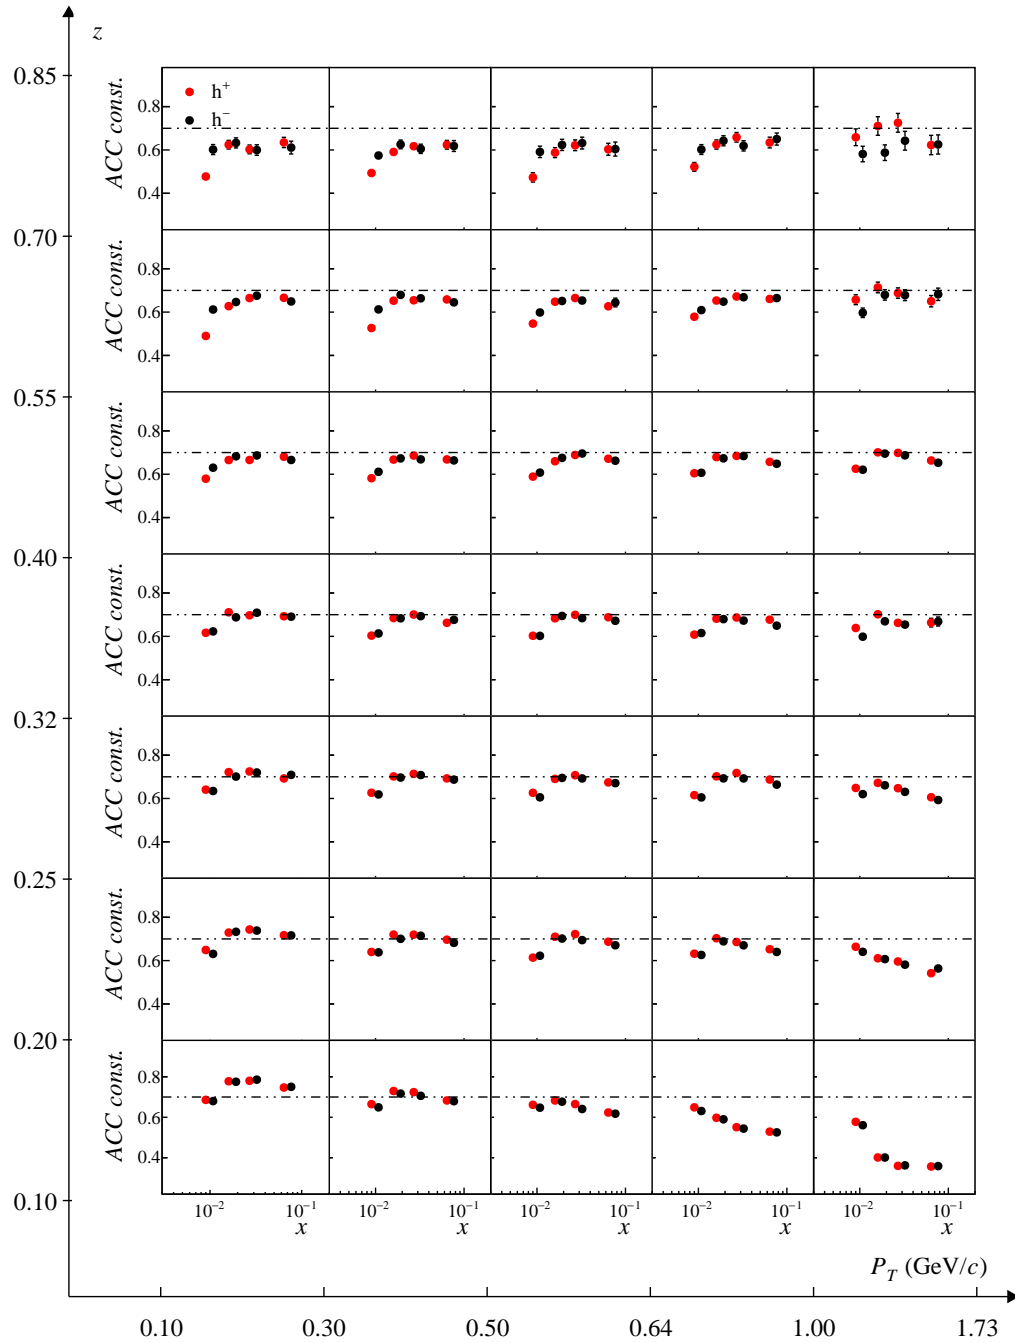 z
0.85
ACC const.
h⁺
h⁻
0.8
0.6
0.4
0.70
ACC const.
0.8
0.6
0.4
0.55
ACC const.
0.8
0.6
0.4
0.40
ACC const.
0.8
0.6
0.4
0.32
ACC const.
0.8
0.6
0.4
0.25
ACC const.
0.8
0.6
0.4
0.20
ACC const.
0.8
0.6
0.4
0.10
10⁻² 10⁻¹ 10⁻² 10⁻¹ 10⁻² 10⁻¹ 10⁻² 10⁻¹ 10⁻² 10⁻¹
x x x x x
P_T (GeV/c)
0.10 0.30 0.50 0.64 1.00 1.73